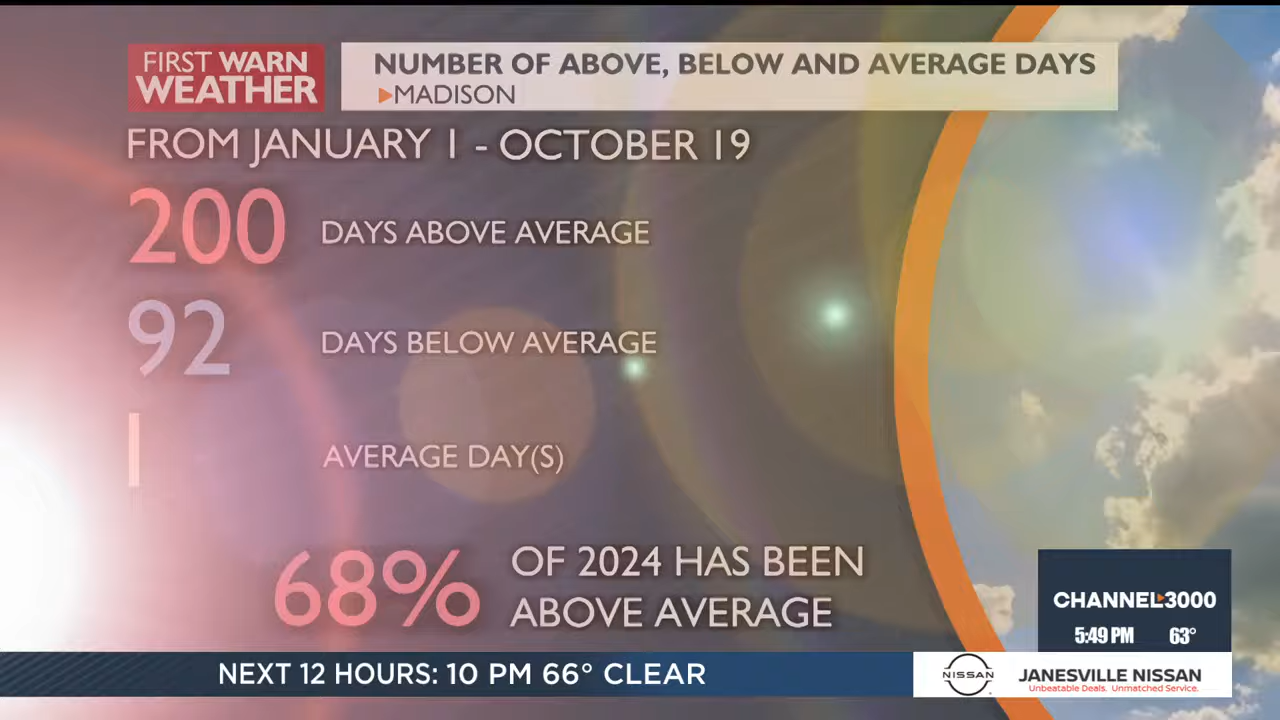 FIRST WARN
WEATHER
NUMBER OF ABOVE, BELOW AND AVERAGE DAYS
MADISON
FROM JANUARY 1 - OCTOBER 19
200 DAYS ABOVE AVERAGE
92 DAYS BELOW AVERAGE
1 AVERAGE DAY(S)
68% OF 2024 HAS BEEN
ABOVE AVERAGE
CHANNEL3000
5:49 PM 63°
NEXT 12 HOURS: 10 PM 66° CLEAR
NISSAN
JANESVILLE NISSAN
Unbeatable Deals. Unmatched Service.